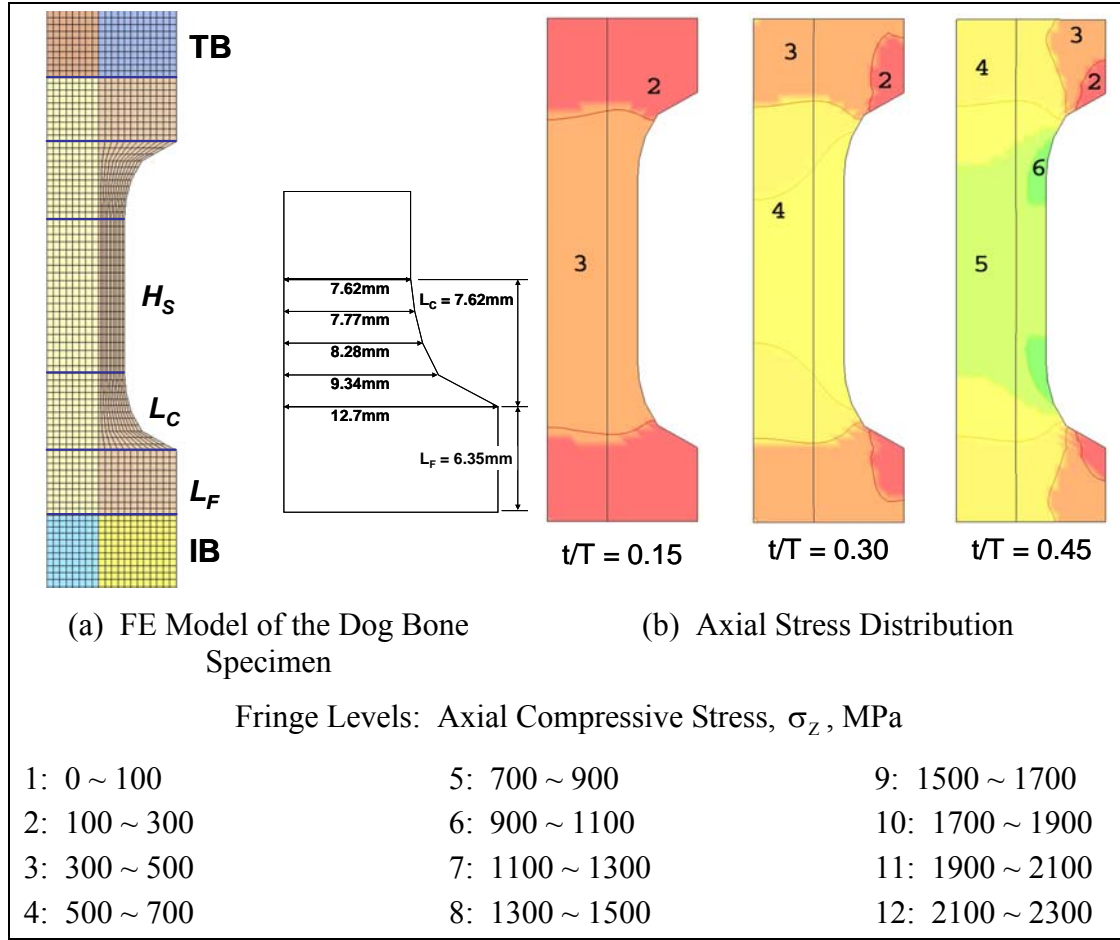 TB
H_S
L_C
L_F
IB
7.62mm
7.77mm
8.28mm
9.34mm
12.7mm
L_C = 7.62mm
L_F = 6.35mm
2
3
t/T = 0.15
3
2
4
t/T = 0.30
3
4
2
6
5
t/T = 0.45
(a) FE Model of the Dog Bone
Specimen
(b) Axial Stress Distribution
Fringe Levels: Axial Compressive Stress, σ_Z , MPa
1: 0 ~ 100
2: 100 ~ 300
3: 300 ~ 500
4: 500 ~ 700
5: 700 ~ 900
6: 900 ~ 1100
7: 1100 ~ 1300
8: 1300 ~ 1500
9: 1500 ~ 1700
10: 1700 ~ 1900
11: 1900 ~ 2100
12: 2100 ~ 2300